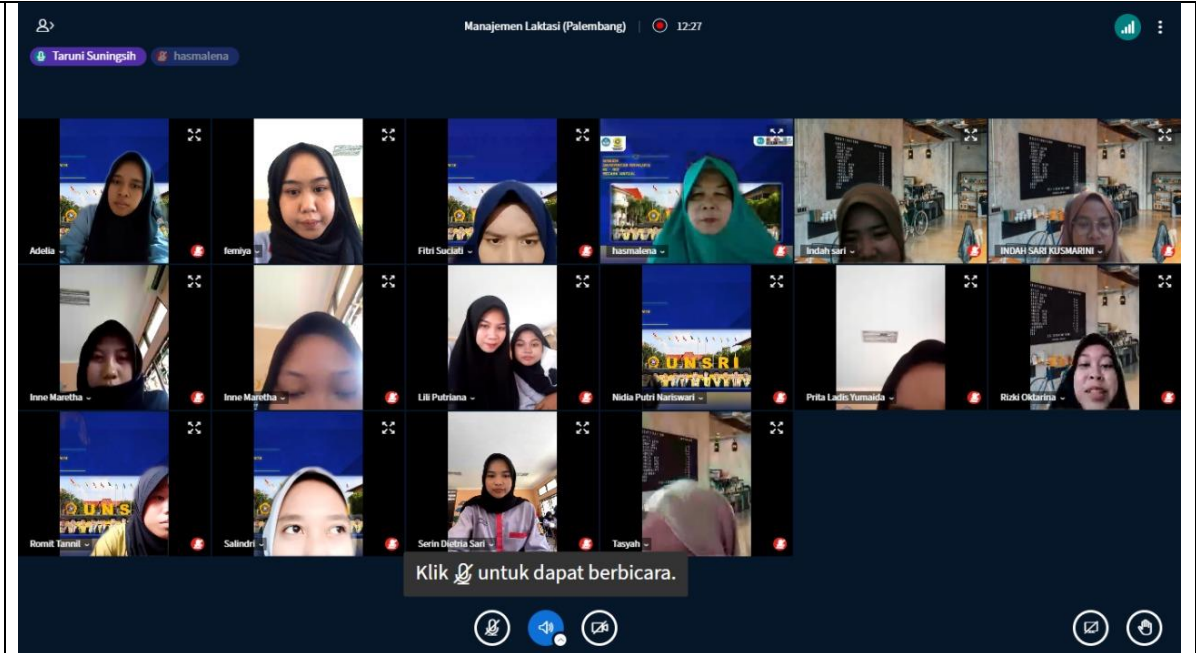 Manajemen Laktasi (Palembang)
12:27
Taruni Suningsih
hasmalena
Adelia
femiya
Fitri Suciati
hasmalena
Indah sari
INDAH SARI KUSMARINI
Inne Maretha
Inne Maretha
Lili Putriana
UNSRI
Nidia Putri Nariswari
Prita Ladis Yumaida
Rizki Oktarina
UNS
Romit Tannil
Salindri
Serin Dietria Sari
Tasyah
Klik untuk dapat berbicara.